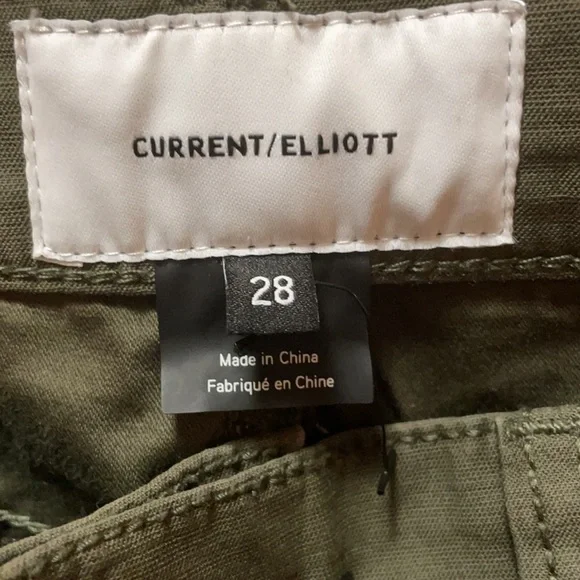 CURRENT/ELLIOTT
28
Made in China
Fabriqué en Chine